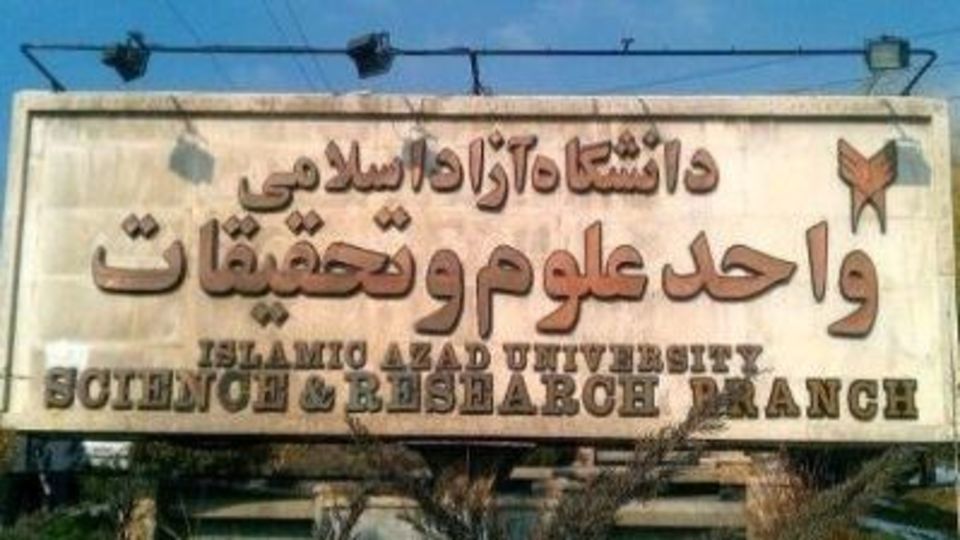 دانشگاه آزاد اسلامی
واحد علوم و تحقیقات
ISLAMIC AZAD UNIVERSITY
SCIENCE & RESEARCH BRANCH